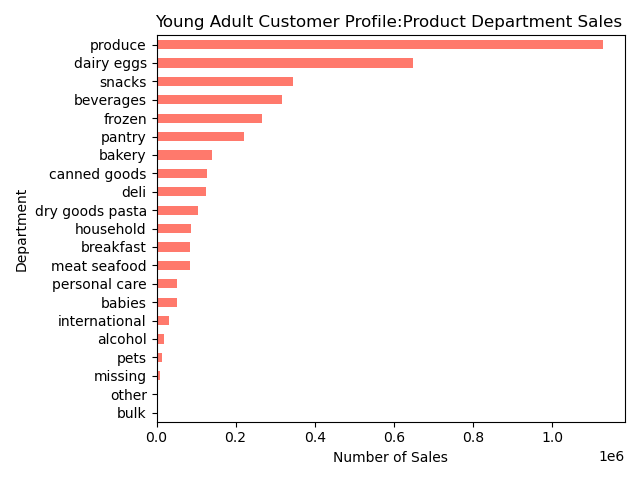 Young Adult Customer Profile:Product Department Sales
produce
dairy eggs
snacks
beverages
frozen
pantry
bakery
canned goods
deli
dry goods pasta
household
breakfast
meat seafood
personal care
babies
international
alcohol
pets
missing
other
bulk
Department
0.0 0.2 0.4 0.6 0.8 1.0
1e6
Number of Sales